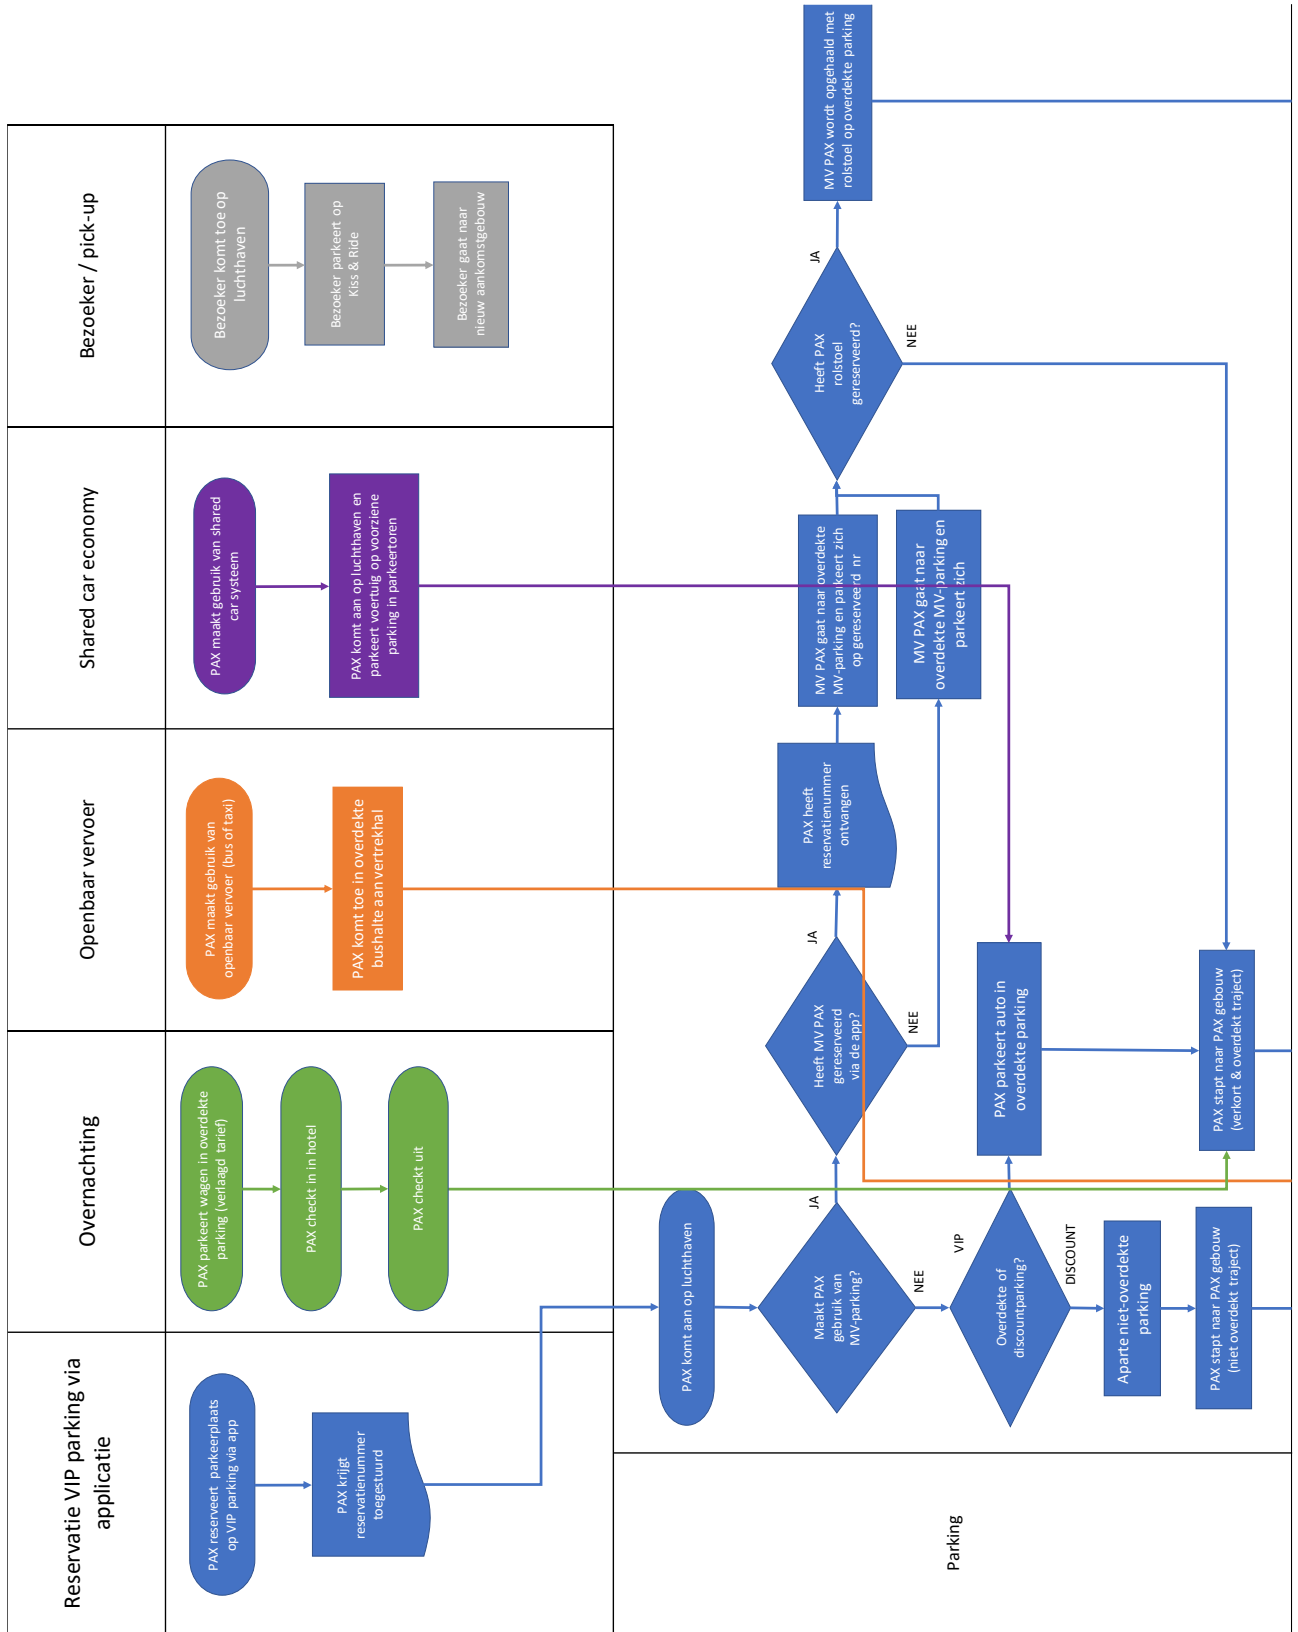 Reservatie VIP parking via
applicatie
Overnachting
Openbaar vervoer
Shared car economy
Bezoeker / pick-up
PAX reserveert parkeerplaats
op VIP parking via app
PAX krijgt
reservatienummer
toegestuurd
PAX parkeert wagen in overdekte
parking (verlaagd tarief)
PAX checkt in in hotel
PAX checkt uit
PAX maakt gebruik van
openbaar vervoer (bus of taxi)
PAX komt toe in overdekte
bushalte aan vertrekhal
PAX maakt gebruik van shared
car systeem
PAX komt aan op luchthaven en
parkeert voertuig op voorziene
parking in parkeertoren
Bezoeker komt toe op
luchthaven
Bezoeker parkeert op
Kiss & Ride
Bezoeker gaat naar
nieuw aankomstgebouw
Parking
PAX komt aan op luchthaven
Maakt PAX
gebruik van
MV-parking?
JA
NEE
Heeft MV PAX
gereserveerd
via de app?
JA
NEE
PAX heeft
reservatienummer
ontvangen
MV PAX gaat naar overdekte
MV-parking en parkeert zich
op gereserveerd nr
MV PAX gaat naar
overdekte MV-parking en
parkeert zich
Heeft PAX
rolstoel
gereserveerd?
JA
NEE
MV PAX wordt opgehaald met
rolstoel op overdekte parking
Overdekte of
discountparking?
VIP
DISCOUNT
PAX parkeert auto in
overdekte parking
Aparte niet-overdekte
parking
PAX stapt naar PAX gebouw
(niet overdekt traject)
PAX stapt naar PAX gebouw
(verkort & overdekt traject)